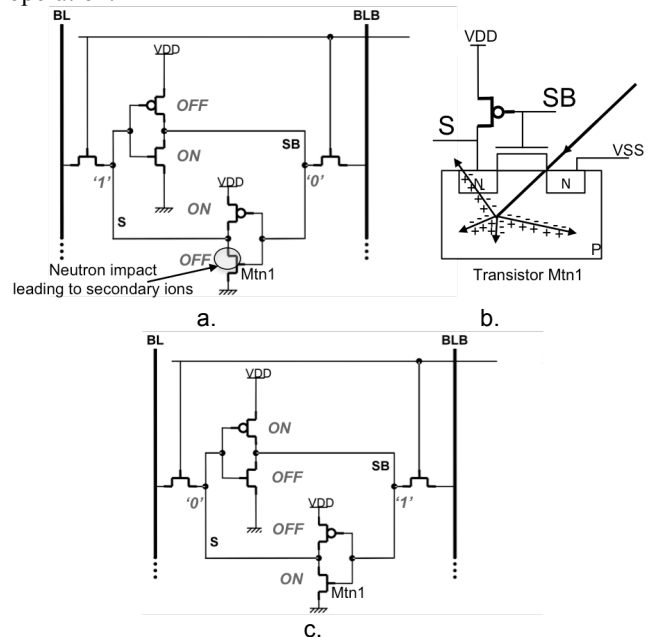 operation.
BL
BLB
VDD
OFF
ON
SB
'1'
'0'
VDD
S
ON
OFF
Mtn1
Neutron impact
leading to secondary ions
a.
VDD
SB
S
VSS
N
N
P
Transistor Mtn1
b.
BL
BLB
VDD
ON
OFF
SB
'0'
'1'
VDD
S
OFF
ON
Mtn1
c.